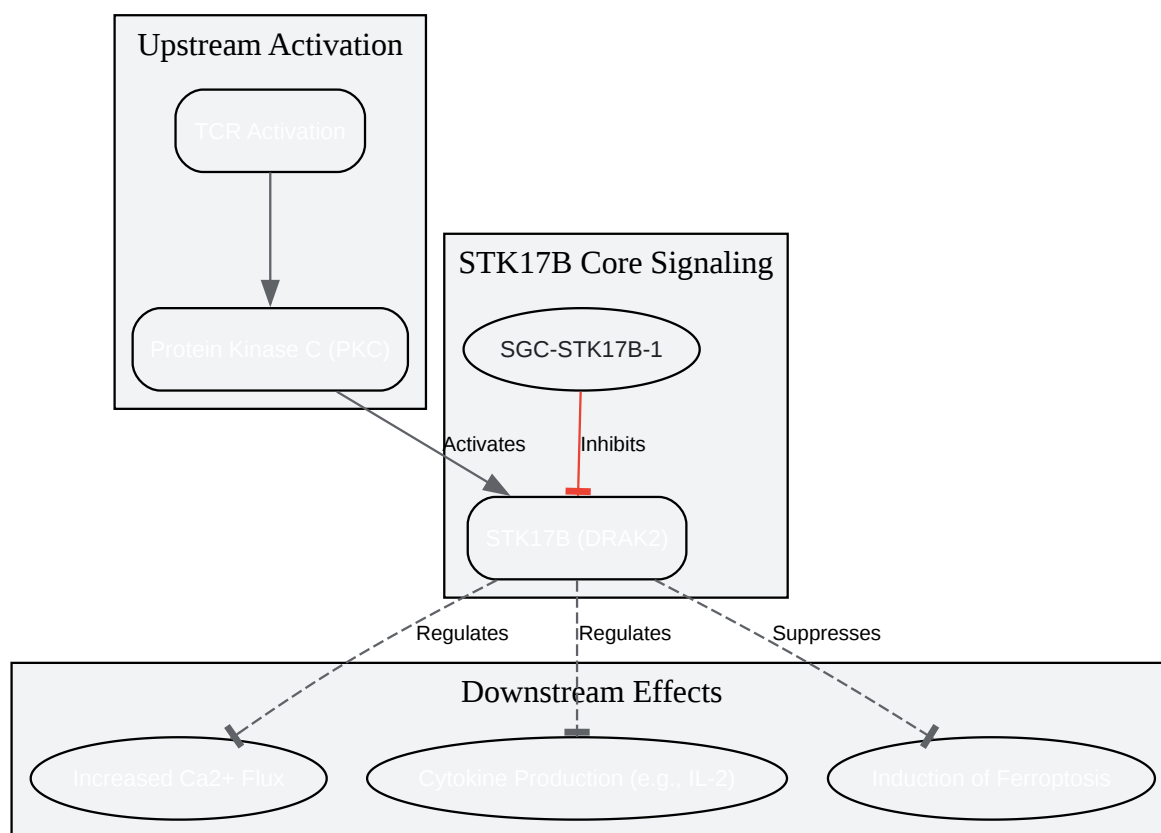 Upstream Activation
TCR Activation
Protein Kinase C (PKC)
STK17B Core Signaling
SGC-STK17B-1
Activates
Inhibits
STK17B (DRAK2)
Regulates
Regulates
Suppresses
Downstream Effects
Increased Ca2+ Flux
Cytokine Production (e.g., IL-2)
Induction of Ferroptosis